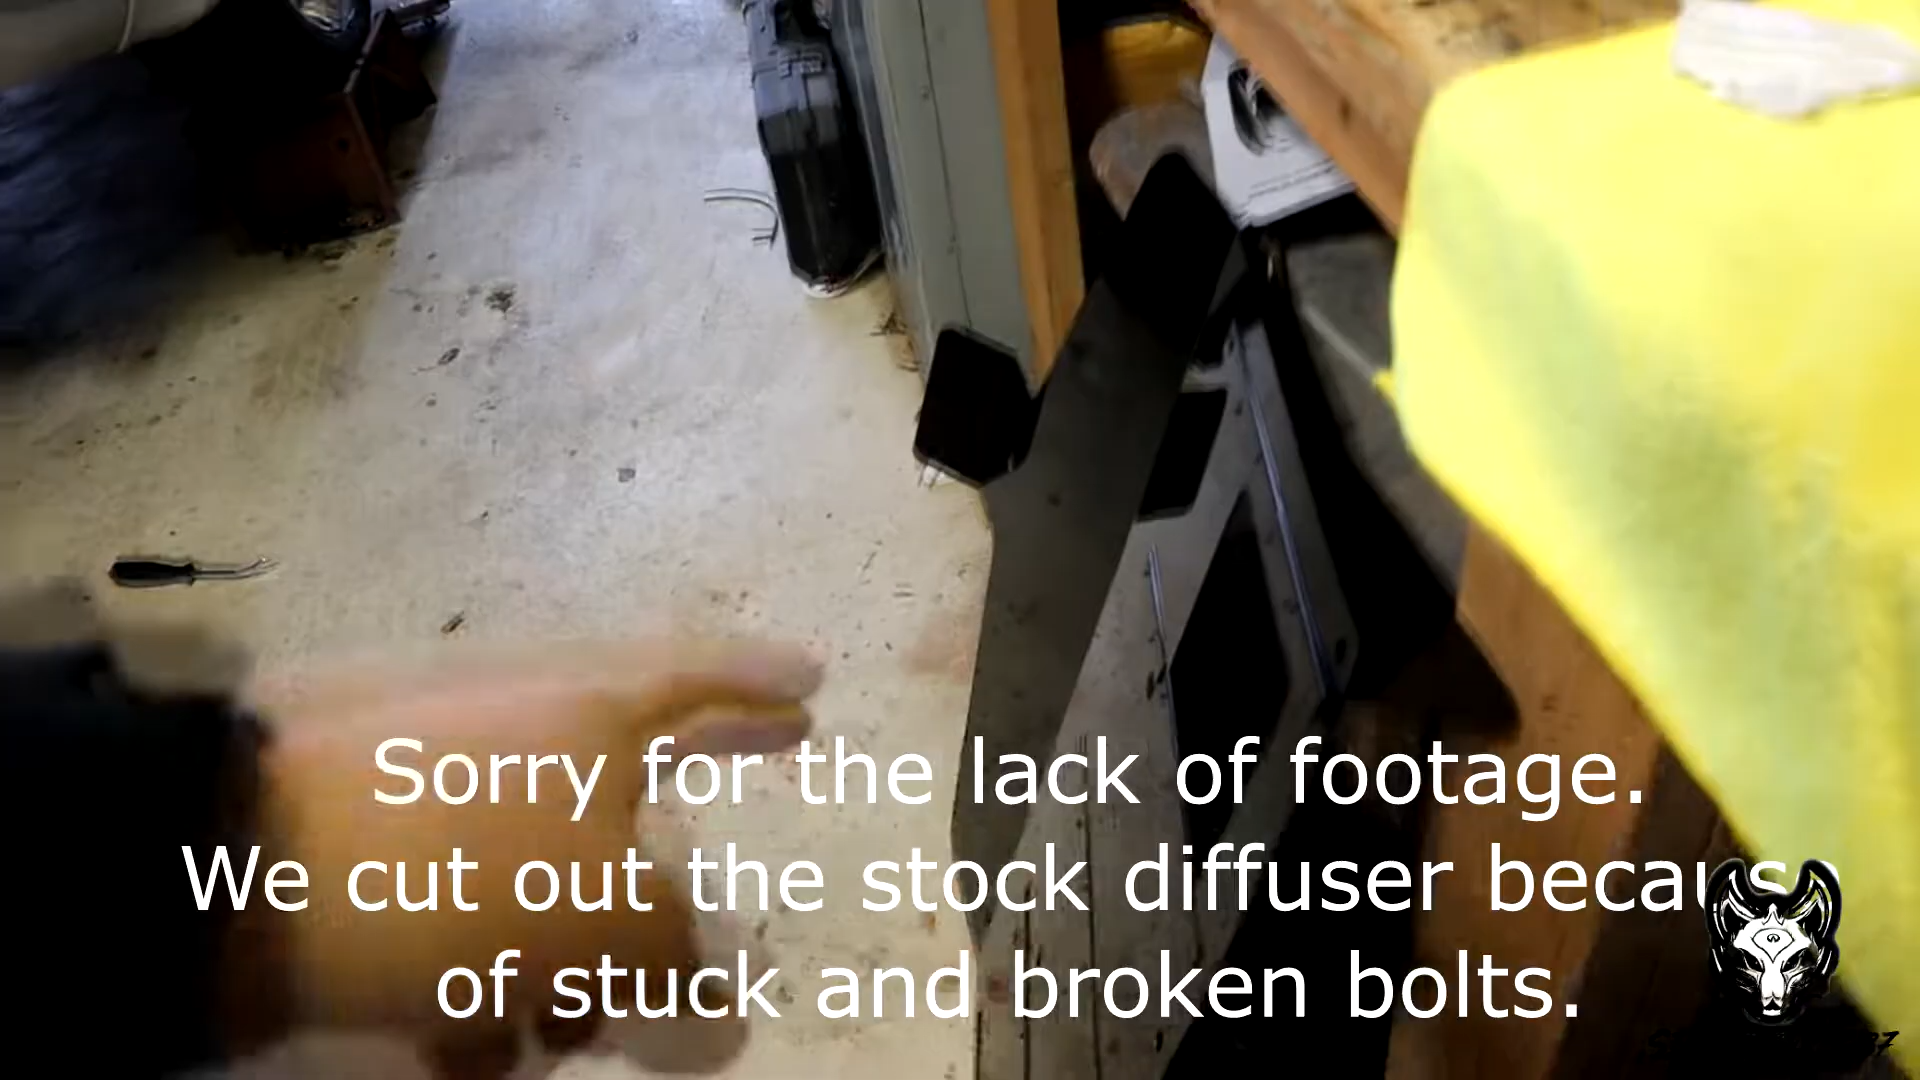 Sorry for the lack of footage.
We cut out the stock diffuser because
of stuck and broken bolts.